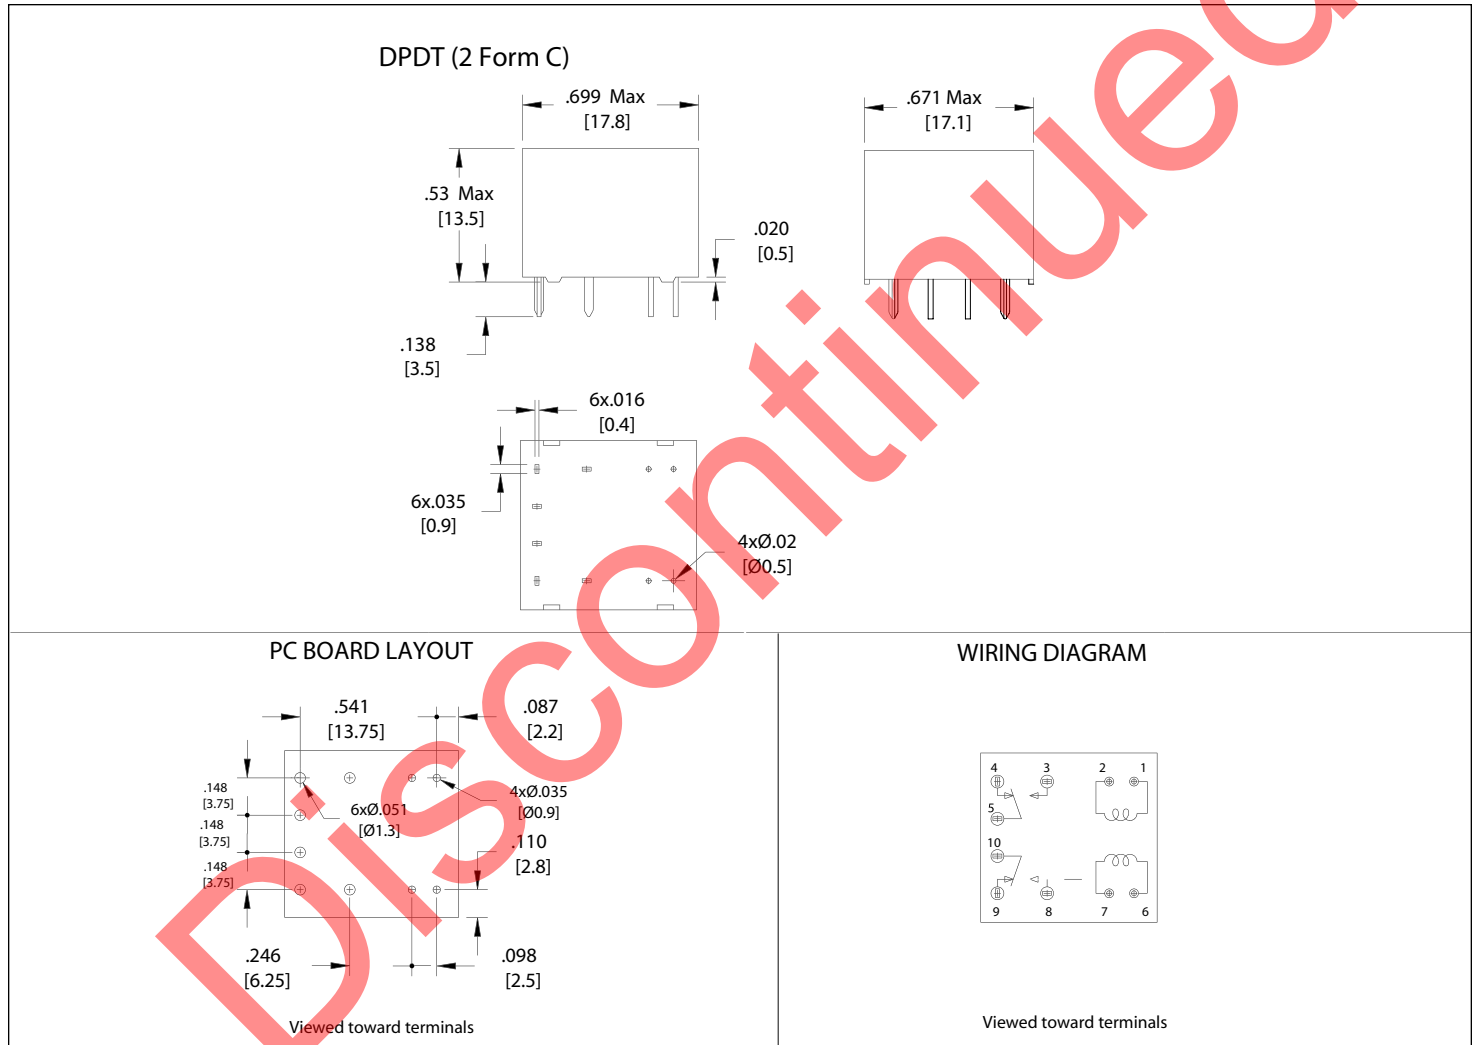 DPDT (2 Form C)
.699 Max
[17.8]
.671 Max
[17.1]
.53 Max
[13.5]
.020
[0.5]
.138
[3.5]
6x.016
[0.4]
6x.035
[0.9]
4xØ.02
[Ø0.5]
PC BOARD LAYOUT
.541
[13.75]
.087
[2.2]
.148
[3.75]
.148
[3.75]
.148
[3.75]
6xØ.051
[Ø1.3]
4xØ.035
[Ø0.9]
.110
[2.8]
.246
[6.25]
.098
[2.5]
Viewed toward terminals
WIRING DIAGRAM
4 3 2 1
5
10
9 8 7 6
Viewed toward terminals
Discontinued